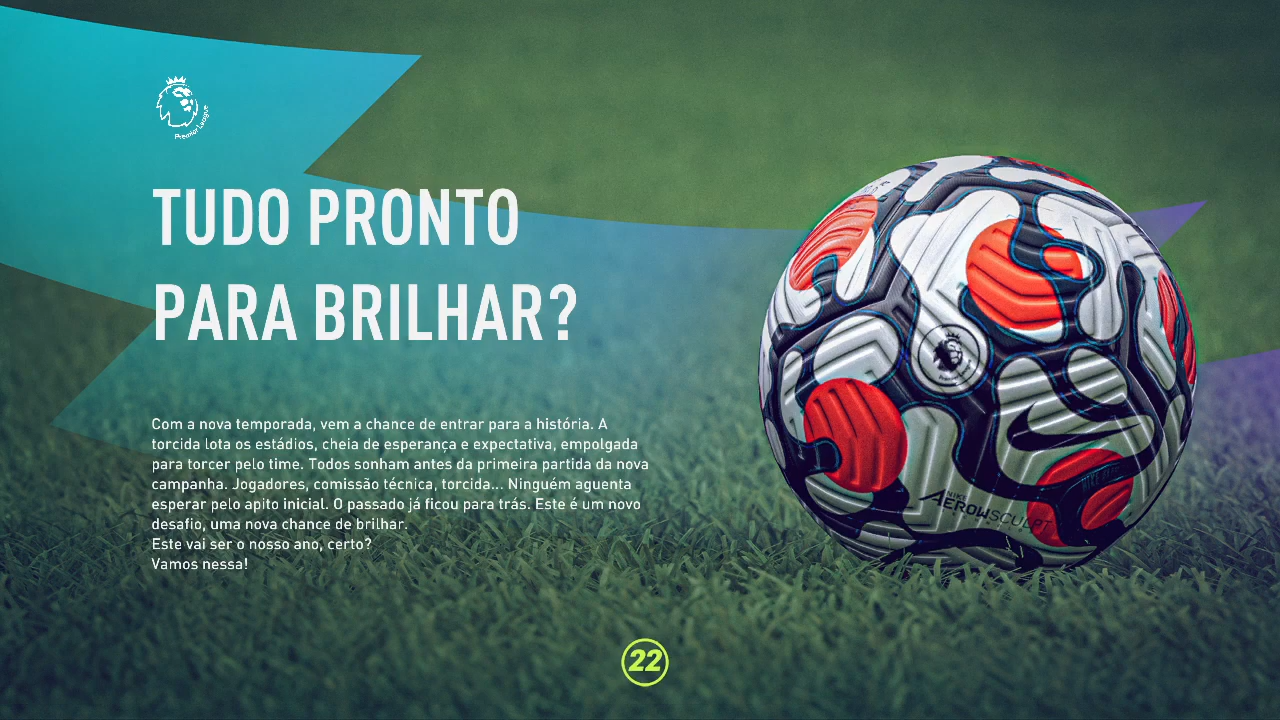 Premier League
TUDO PRONTO
PARA BRILHAR?
Com a nova temporada, vem a chance de entrar para a história. A
torcida lota os estádios, cheia de esperança e expectativa, empolgada
para torcer pelo time. Todos sonham antes da primeira partida da nova
campanha. Jogadores, comissão técnica, torcida... Ninguém aguenta
esperar pelo apito inicial. O passado já ficou para trás. Este é um novo
desafio, uma nova chance de brilhar.
Este vai ser o nosso ano, certo?
Vamos nessa!
NIKE
AEROWSCULPT
22